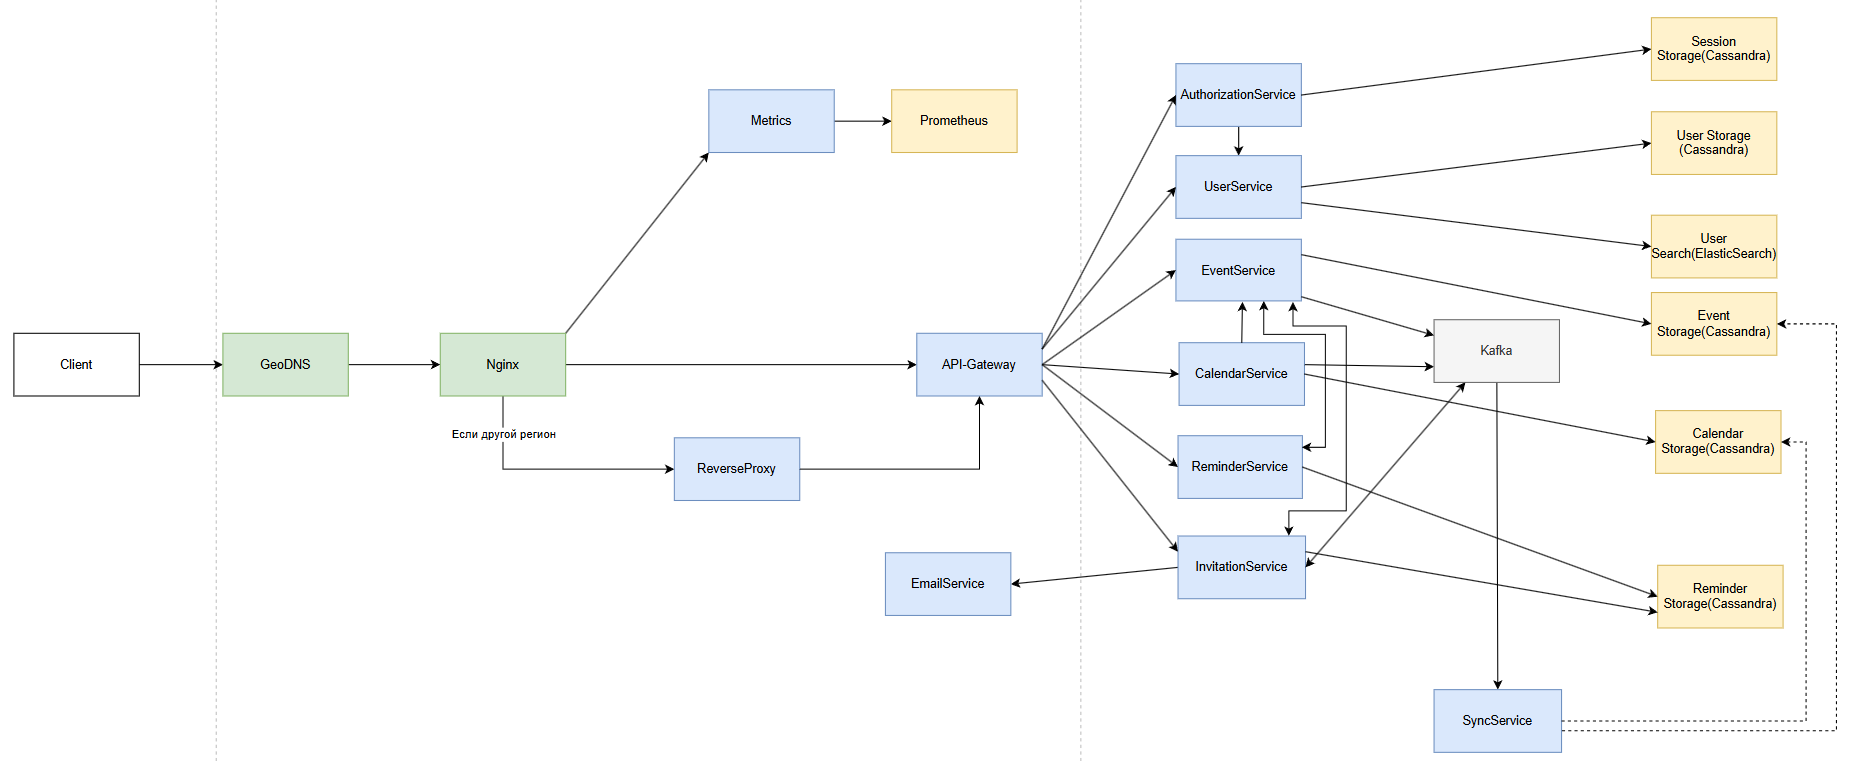 Client
GeoDNS
Nginx
Если другой регион
ReverseProxy
Metrics
Prometheus
API-Gateway
EmailService
AuthorizationService
UserService
EventService
CalendarService
ReminderService
InvitationService
Kafka
SyncService
Session
Storage(Cassandra)
User Storage
(Cassandra)
User
Search(ElasticSearch)
Event
Storage(Cassandra)
Calendar
Storage(Cassandra)
Reminder
Storage(Cassandra)